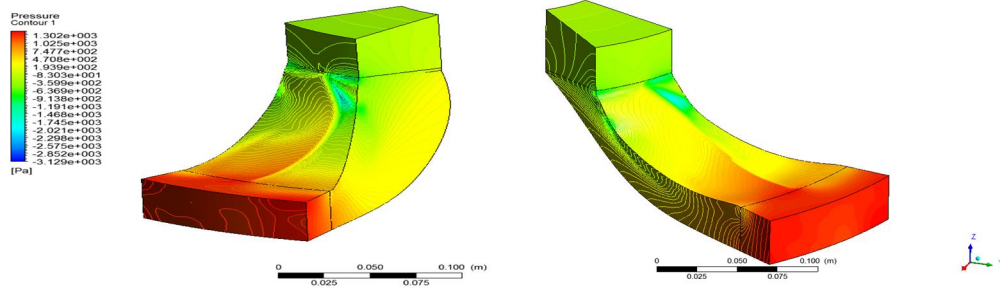 Pressure
Contour 1
1.302e+003
1.025e+003
7.477e+002
4.708e+002
1.939e+002
-8.303e+001
-3.599e+002
-6.369e+002
-9.138e+002
-1.191e+003
-1.468e+003
-1.745e+003
-2.021e+003
-2.298e+003
-2.575e+003
-2.852e+003
-3.129e+003
[Pa]
0 0.050 0.100 (m)
0.025 0.075
0 0.050 0.100 (m)
0.025 0.075
Z